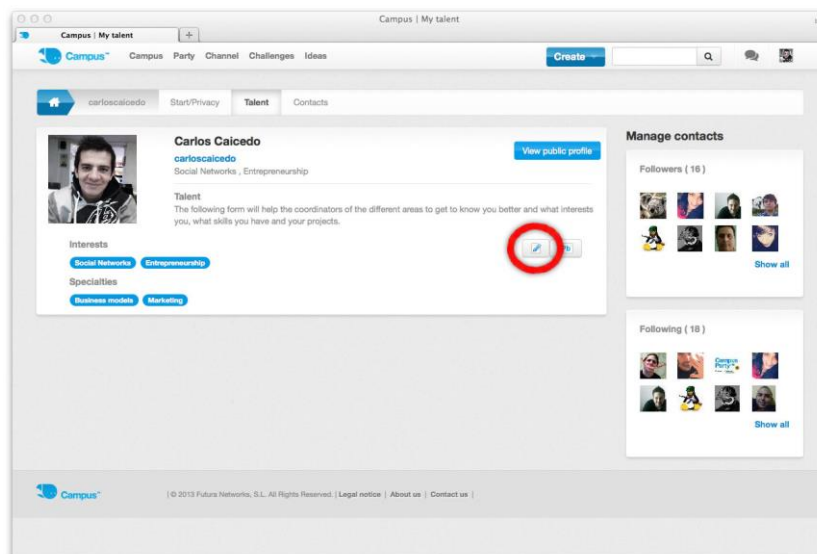 Campus | My talent
Campus | My talent
Campus Campus Party Channel Challenges Ideas Create
carloscaicedo Start/Privacy Talent Contacts
Carlos Caicedo
View public profile
carloscaicedo
Social Networks , Entrepreneurship
Talent
The following form will help the coordinators of the different areas to get to know you better and what interests
you, what skills you have and your projects.
Interests
Social Networks Entrepreneurship
Specialties
Business models Marketing
Manage contacts
Followers ( 16 )
Show all
Following ( 18 )
Campus
Party
Show all
Campus | © 2013 Futura Networks, S.L. All Rights Reserved. | Legal notice | About us | Contact us |